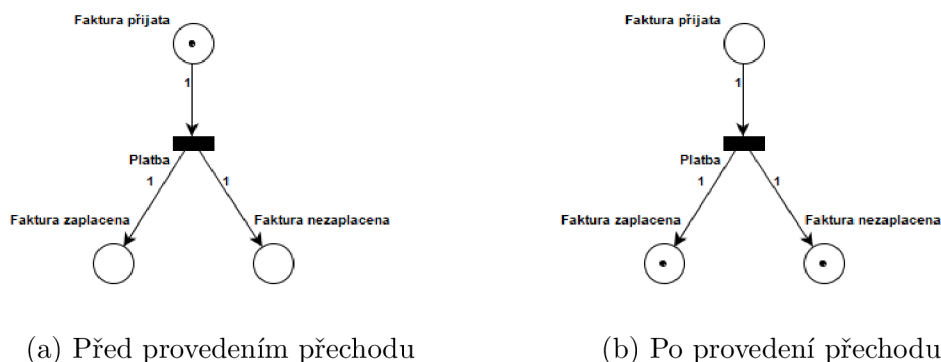 Faktura přijata
1
Platba
1
1
Faktura zaplacena
Faktura nezaplacena
(a) Před provedením přechodu
Faktura přijata
1
Platba
1
1
Faktura zaplacena
Faktura nezaplacena
(b) Po provedení přechodu